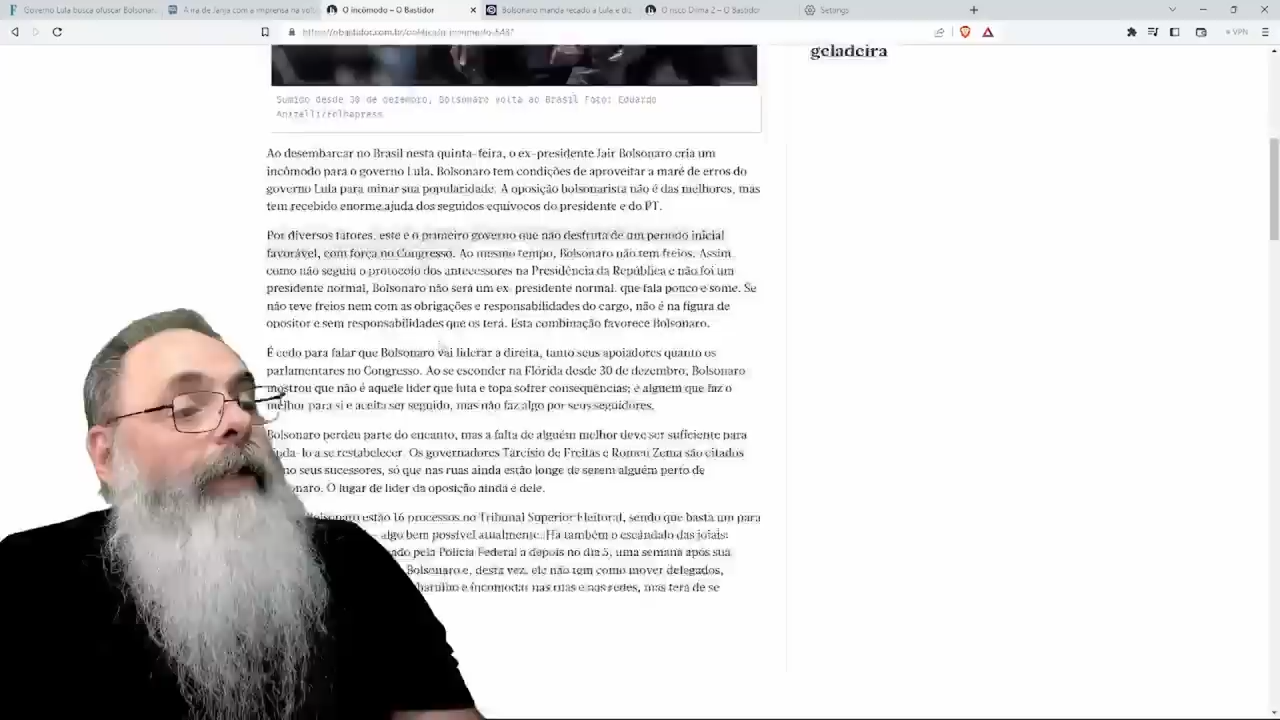 Governo Lula busca ofuscar Bolsonar
A ira de Janja com a imprensa na vol
O incômodo – O Bastidor
Bolsonaro manda recado a Lula e diz
O risco Dilma 2 – O Bastidor
Settings
VPN
geladeira
Sumido desde 30 de dezembro, Bolsonaro volta ao Brasil Foto: Eduardo
Anizelli/Folhapress
Ao desembarcar no Brasil nesta quinta-feira, o ex-presidente Jair Bolsonaro cria um
incômodo para o governo Lula. Bolsonaro tem condições de aproveitar a maré de erros do
governo Lula para minar sua popularidade. A oposição bolsonarista não é das melhores, mas
tem recebido enorme ajuda dos seguidos equívocos do presidente e do PT.
Por diversos fatores, este é o primeiro governo que não desfruta de um período inicial
favorável, com força no Congresso. Ao mesmo tempo, Bolsonaro não tem freios. Assim
como não seguiu o protocolo dos antecessores na Presidência da República e não foi um
presidente normal, Bolsonaro não será um ex-presidente normal, que fala pouco e some. Se
não teve freios nem com as obrigações e responsabilidades do cargo, não é na figura de
opositor e sem responsabilidades que os terá. Esta combinação favorece Bolsonaro.
É cedo para falar que Bolsonaro vai liderar a direita, tanto seus apoiadores quanto os
parlamentares no Congresso. Ao se esconder na Flórida desde 30 de dezembro, Bolsonaro
mostrou que não é aquele líder que luta e topa sofrer consequências; é alguém que faz o
melhor para si e aceita ser seguido, mas não faz algo por seus seguidores.
Bolsonaro perdeu parte do encanto, mas a falta de alguém melhor deve ser suficiente para
ajuda-lo a se restabelecer. Os governadores Tarcísio de Freitas e Romeu Zema são citados
como seus sucessores, só que nas ruas ainda estão longe de serem alguém perto de
onaro. O lugar de líder da oposição ainda é dele.
estão 16 processos no Tribunal Superior Eleitoral, sendo que basta um para
– algo bem possível atualmente. Há também o escândalo das joias:
pela Polícia Federal a depois no dia 5, uma semana após sua
Bolsonaro e, desta vez, ele não tem como mover delegados,
barulho e incomodar nas ruas e nas redes, mas terá de se